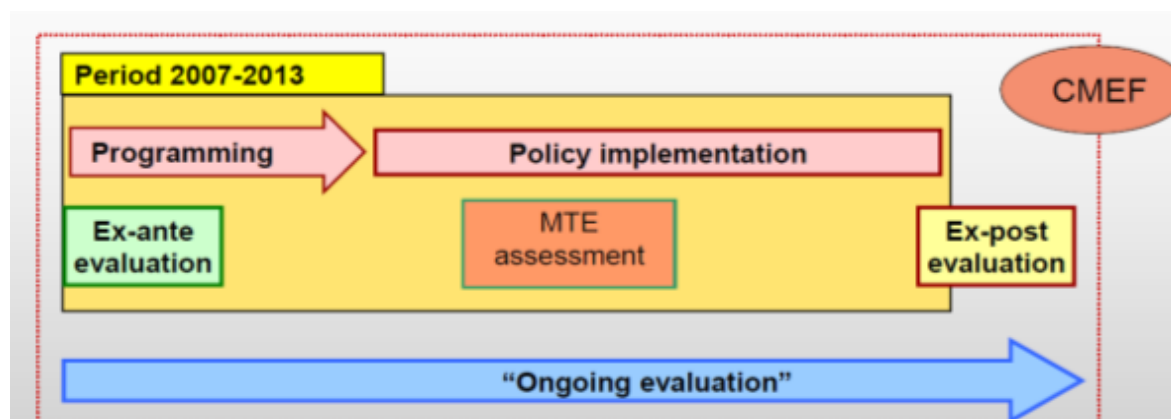 Period 2007-2013
CMEF
Programming
Policy implementation
Ex-ante
evaluation
MTE
assessment
Ex-post
evaluation
“Ongoing evaluation”